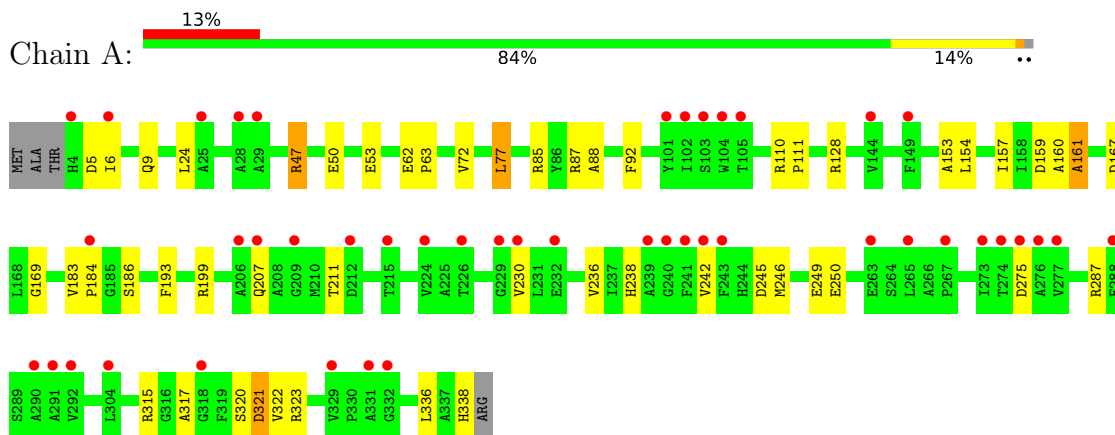 13%
Chain A:
84% 14% ••
MET ALA THR H4 D5 I6 Q9 L24 A25 A28 A29 R47 E50 E53 E62 P63 V72 L77 R85 Y86 R87 A88 F92 Y101 I102 S103 W104 T105 R110 P111 R128 V144 F149 A153 L154 I157 I158 D159 A160 A161 D167
L168 G169 V183 P184 G185 S186 F193 R199 A206 Q207 A208 G209 M210 T211 D212 T215 V224 A225 T226 G229 V230 L231 E232 V236 I237 H238 A239 G240 F241 V242 F243 H244 D245 M246 E249 E250 E263 S264 L265 A266 P267 I273 T274 D275 A276 V277 R287 E288
S289 A290 A291 V292 L304 R315 G316 A317 G318 F319 S320 D321 V322 R323 V329 P330 A331 G332 L336 A337 H338 ARG